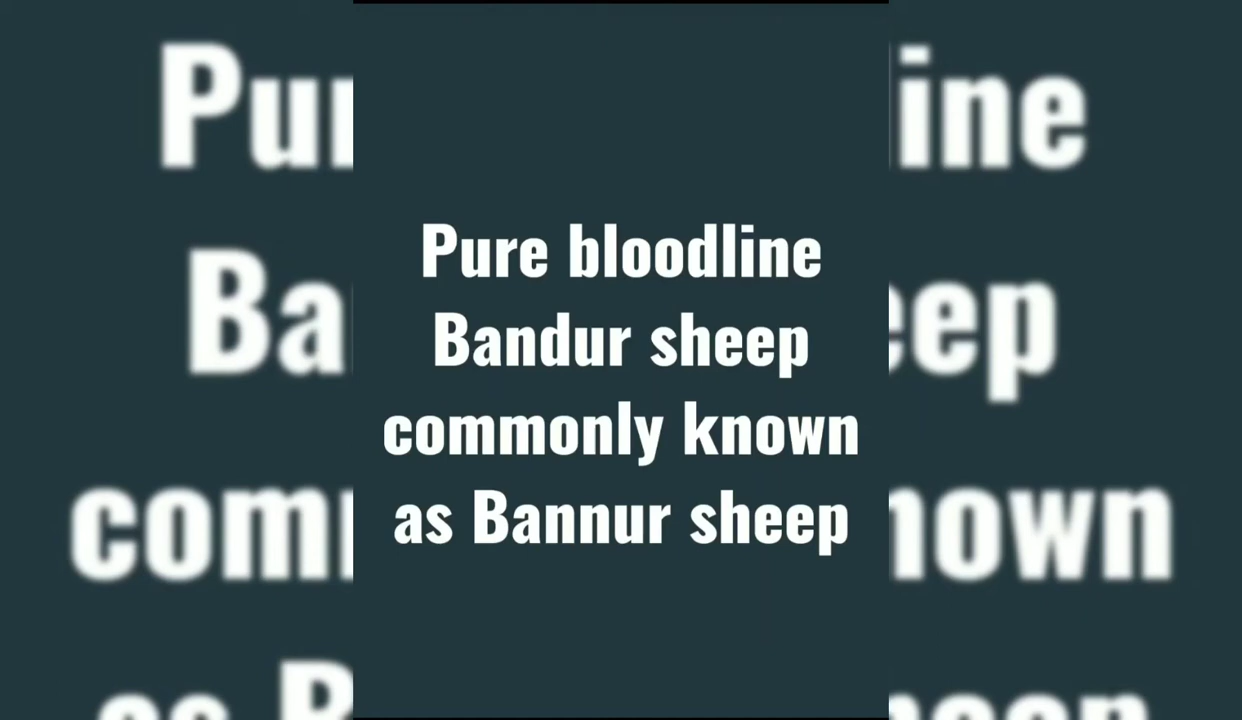 Pure bloodline
Bandur sheep
commonly known
as Bannur sheep